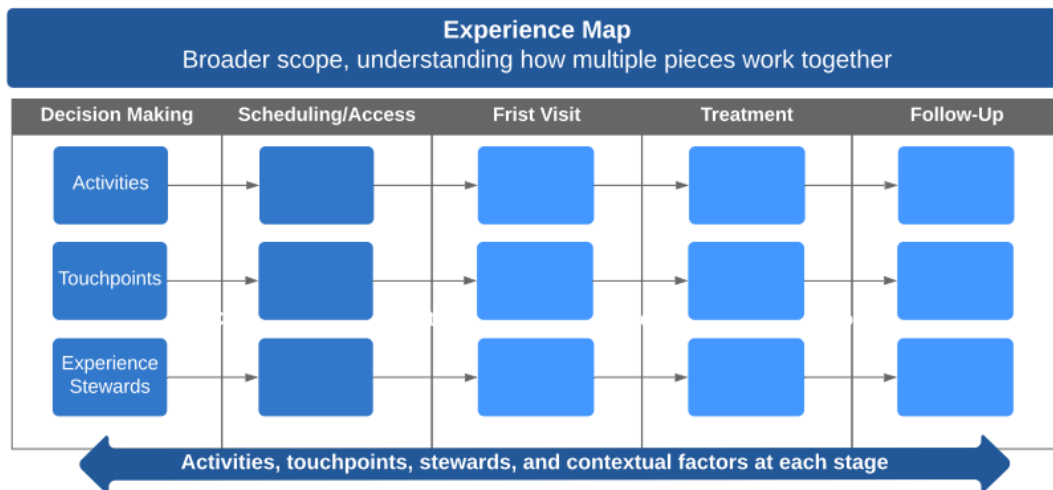 Experience Map
Broader scope, understanding how multiple pieces work together
Decision Making
Scheduling/Access
Frist Visit
Treatment
Follow-Up
Activities
Touchpoints
Experience
Stewards
Activities, touchpoints, stewards, and contextual factors at each stage